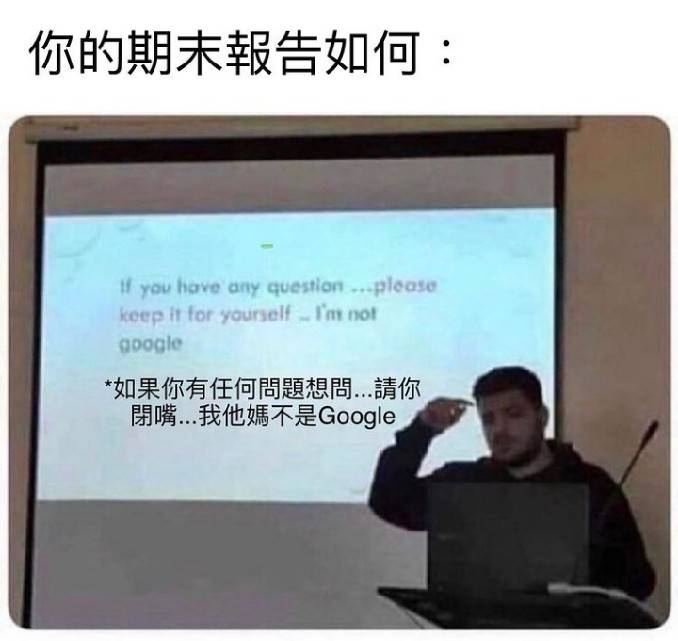 你的期末報告如何：
If you have any question ...please
keep it for yourself .. I'm not
google
*如果你有任何問題想問...請你
閉嘴...我他媽不是Google